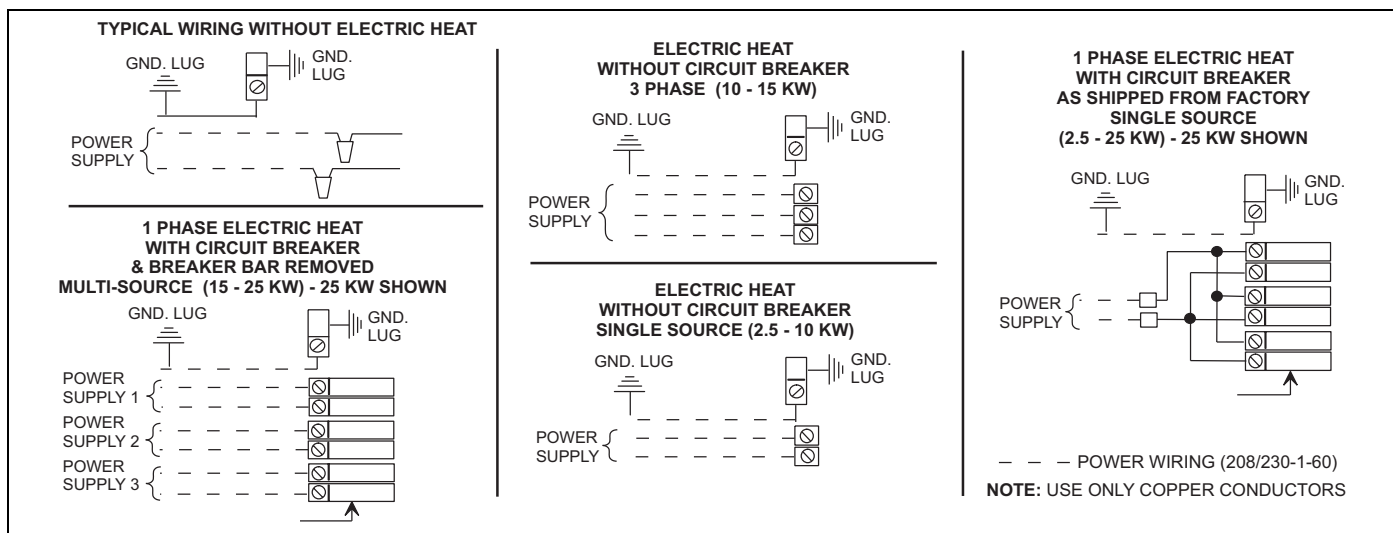 TYPICAL WIRING WITHOUT ELECTRIC HEAT
GND. LUG
GND.
LUG
POWER
SUPPLY
1 PHASE ELECTRIC HEAT
WITH CIRCUIT BREAKER
& BREAKER BAR REMOVED
MULTI-SOURCE (15 - 25 KW) - 25 KW SHOWN
GND. LUG
GND.
LUG
POWER
SUPPLY 1
POWER
SUPPLY 2
POWER
SUPPLY 3
ELECTRIC HEAT
WITHOUT CIRCUIT BREAKER
3 PHASE (10 - 15 KW)
GND. LUG
GND.
LUG
POWER
SUPPLY
ELECTRIC HEAT
WITHOUT CIRCUIT BREAKER
SINGLE SOURCE (2.5 - 10 KW)
GND. LUG
GND.
LUG
POWER
SUPPLY
1 PHASE ELECTRIC HEAT
WITH CIRCUIT BREAKER
AS SHIPPED FROM FACTORY
SINGLE SOURCE
(2.5 - 25 KW) - 25 KW SHOWN
GND. LUG
GND.
LUG
POWER
SUPPLY
POWER WIRING (208/230-1-60)
NOTE: USE ONLY COPPER CONDUCTORS